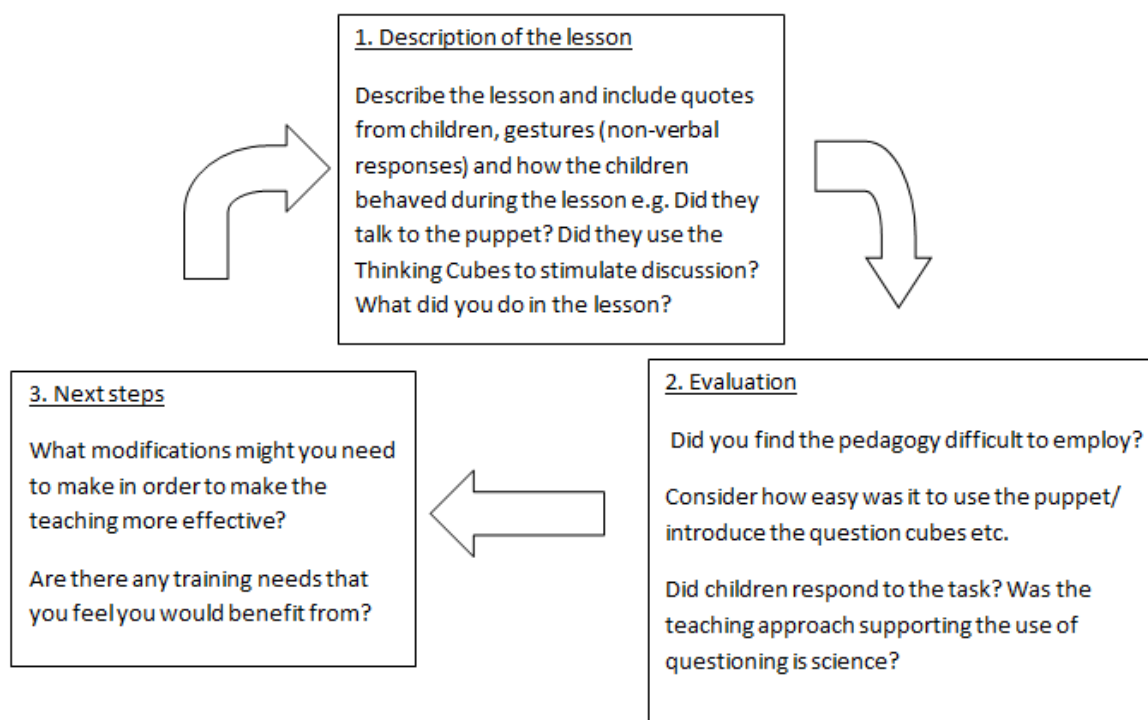 1. Description of the lesson
Describe the lesson and include quotes
from children, gestures (non-verbal
responses) and how the children
behaved during the lesson e.g. Did they
talk to the puppet? Did they use the
Thinking Cubes to stimulate discussion?
What did you do in the lesson?
2. Evaluation
Did you find the pedagogy difficult to employ?
Consider how easy was it to use the puppet/
introduce the question cubes etc.
Did children respond to the task? Was the
teaching approach supporting the use of
questioning is science?
3. Next steps
What modifications might you need
to make in order to make the
teaching more effective?
Are there any training needs that
you feel you would benefit from?